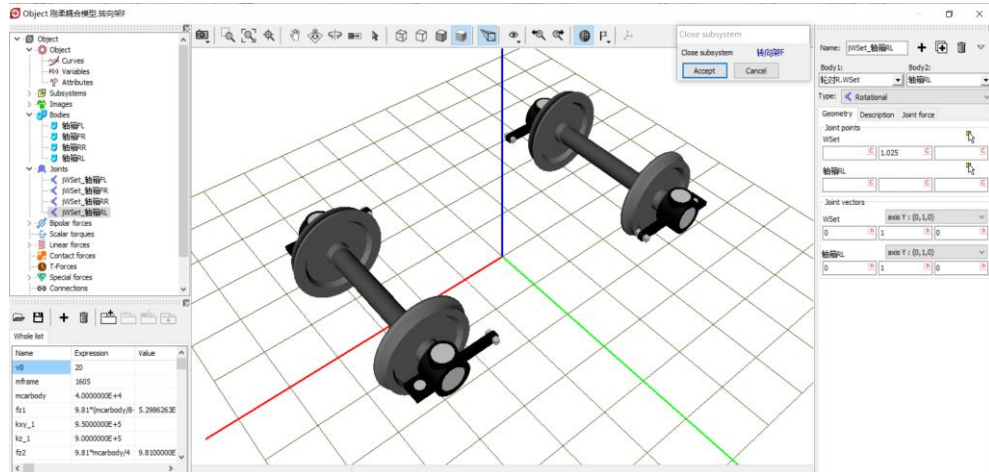 Object 刚柔耦合模型.转向架F
Object
Object
Curves
Variables
Attributes
Subsystems
Images
Bodies
轴箱FL
轴箱FR
轴箱RR
轴箱RL
Joints
jWSet_轴箱FL
jWSet_轴箱FR
jWSet_轴箱RR
jWSet_轴箱RL
Bipolar forces
Scalar torques
Linear forces
Contact forces
T-Forces
Special forces
Connections
Whole list
Name Expression Value
v0 20
mframe 1605
mcarbody 4.0000000E+4
fz1 9.81*(mcarbody/8- 5.2986263E
kxy_1 9.5000000E+5
kz_1 9.0000000E+5
fz2 9.81*mcarbody/4 9.8100000E
Close subsystem
Close subsystem 转向架F
Accept Cancel
Name: jWSet_轴箱RL
Body1: Body2:
轮对R.WSet 轴箱RL
Type: Rotational
Geometry Description Joint force
Joint points
WSet
C 1.025 C C
轴箱RL
C C C
Joint vectors
WSet axis Y : (0,1,0)
0 n 1 n 0 n
轴箱RL axis Y : (0,1,0)
0 n 1 n 0 n